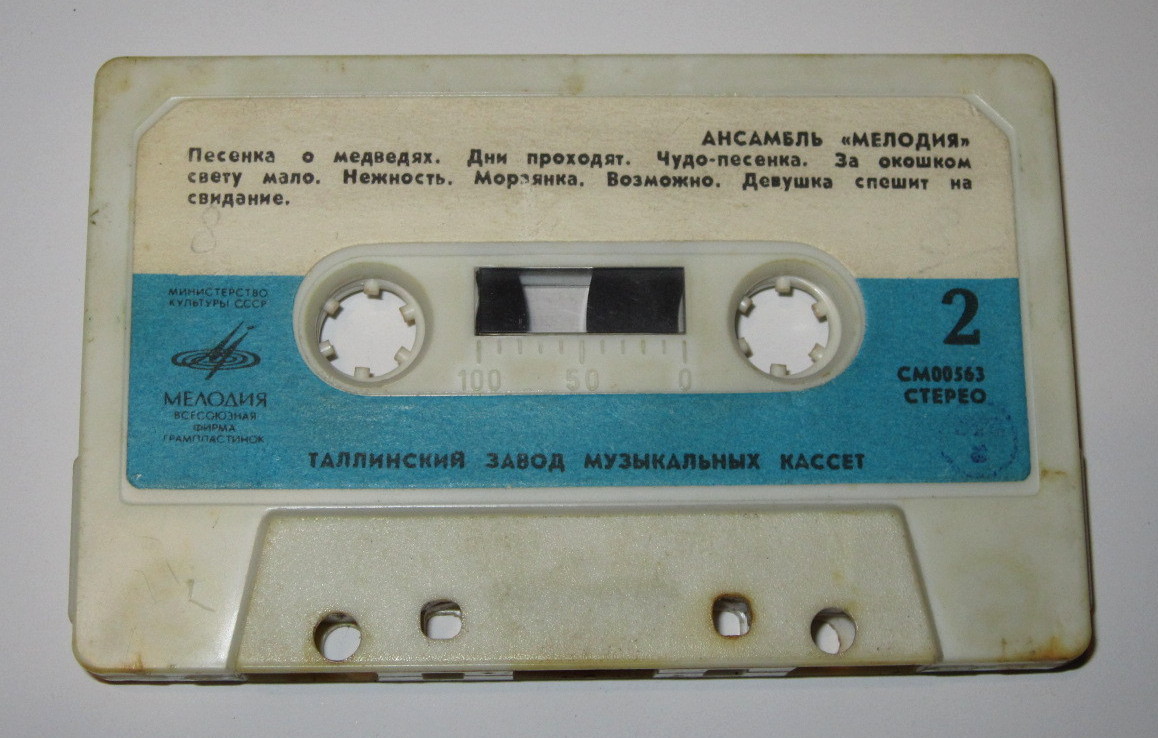 АНСАМБЛЬ «МЕЛОДИЯ»
Песенка о медведях. Дни проходят. Чудо-песенка. За окошком
свету мало. Нежность. Морзянка. Возможно. Девушка спешит на
свидание.
8
МИНИСТЕРСТВО
КУЛЬТУРЫ СССР
МЕЛОДИЯ
ВСЕСОЮЗНАЯ
ФИРМА
ГРАМПЛАСТИНОК
100 50 0
2
СМ00563
СТЕРЕО
ТАЛЛИНСКИЙ ЗАВОД МУЗЫКАЛЬНЫХ КАССЕТ